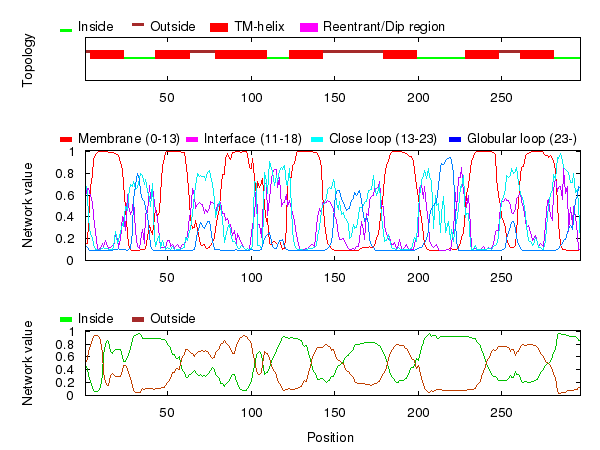 Inside Outside TM-helix Reentrant/Dip region
Topology
50 100 150 200 250
Membrane (0-13) Interface (11-18) Close loop (13-23) Globular loop (23-)
Network value
1
0.8
0.6
0.4
0.2
0
50 100 150 200 250
Inside Outside
Network value
1
0.8
0.6
0.4
0.2
0
50 100 150 200 250
Position